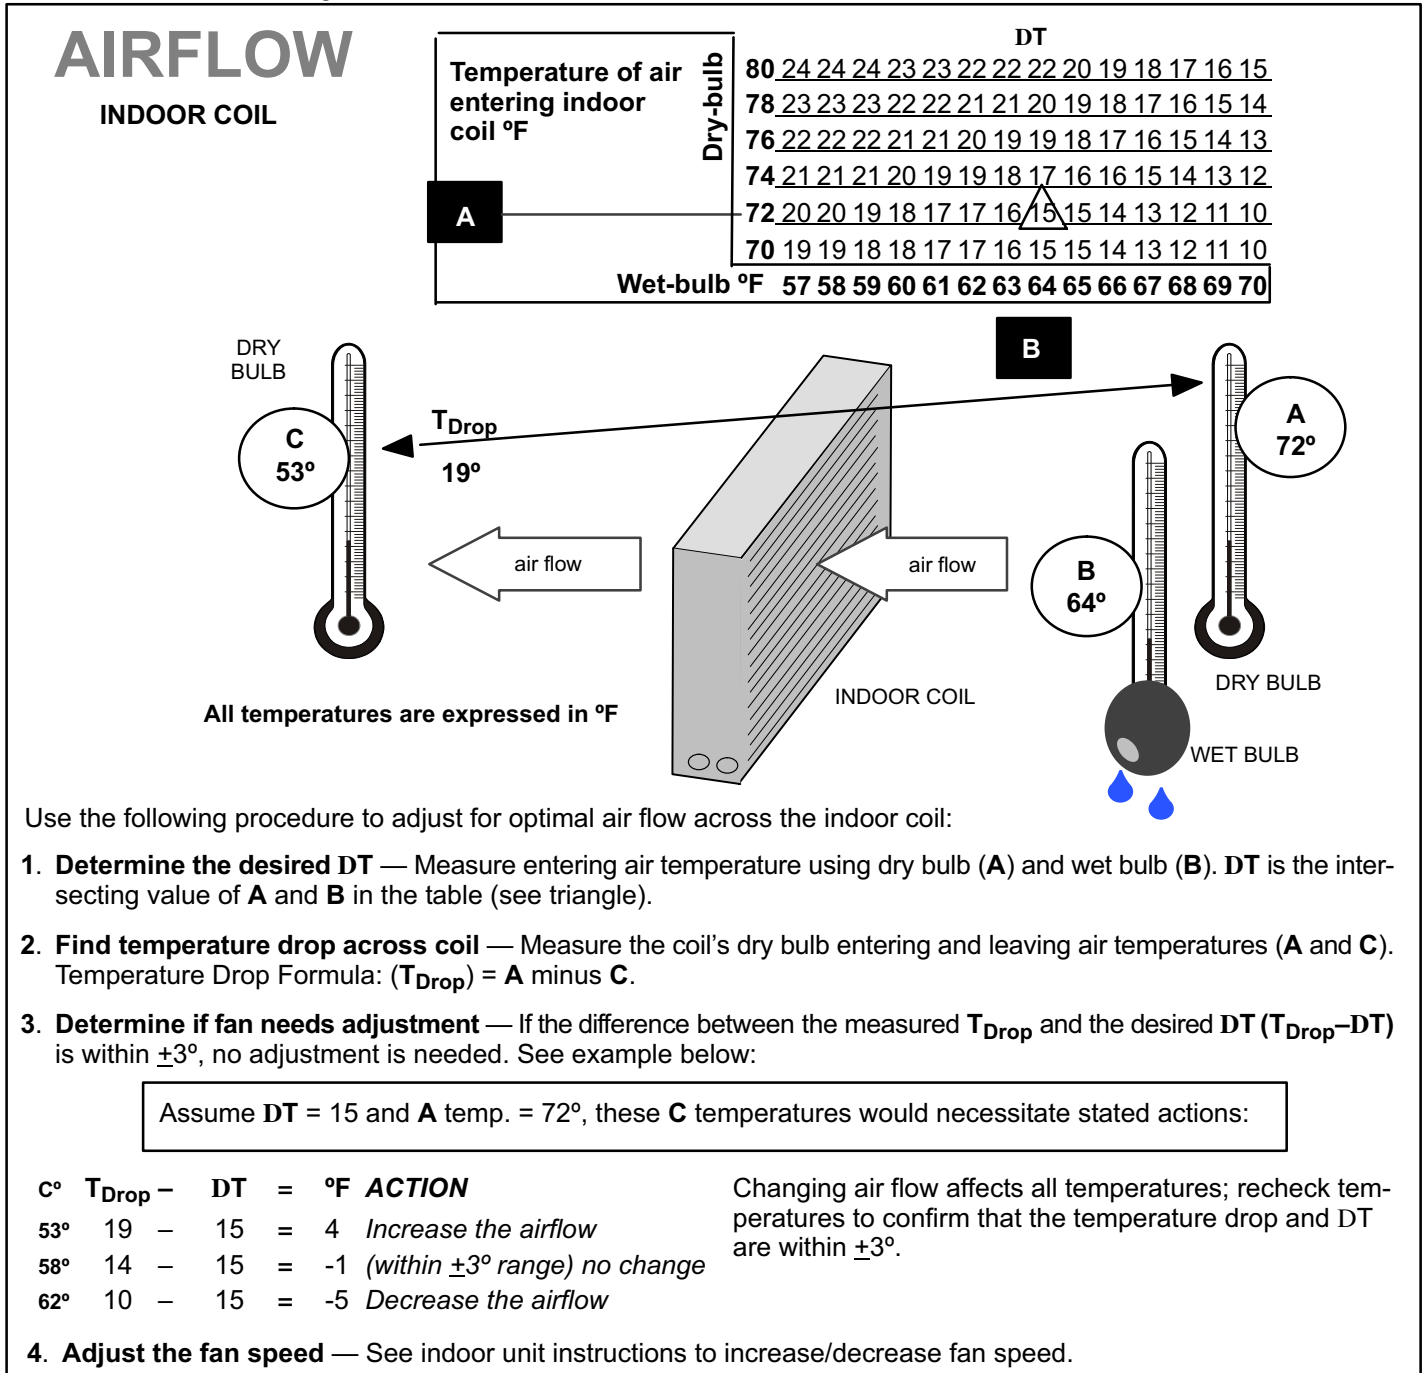 AIRFLOW
INDOOR COIL
Temperature of air
entering indoor
coil ºF
Dry-bulb
DT
80 24 24 24 23 23 22 22 22 20 19 18 17 16 15
78 23 23 23 22 22 21 21 20 19 18 17 16 15 14
76 22 22 22 21 21 20 19 19 18 17 16 15 14 13
74 21 21 21 20 19 19 18 17 16 16 15 14 13 12
A
72 20 20 19 18 17 17 16 15 15 14 13 12 11 10
70 19 19 18 18 17 17 16 15 15 14 13 12 11 10
Wet-bulb ºF 57 58 59 60 61 62 63 64 65 66 67 68 69 70
DRY
BULB
B
C
53º
TDrop
19º
A
72º
air flow
air flow
B
64º
DRY BULB
INDOOR COIL
All temperatures are expressed in ºF
WET BULB
Use the following procedure to adjust for optimal air flow across the indoor coil:
1. Determine the desired DT — Measure entering air temperature using dry bulb (A) and wet bulb (B). DT is the inter-
secting value of A and B in the table (see triangle).
2. Find temperature drop across coil — Measure the coil’s dry bulb entering and leaving air temperatures (A and C).
Temperature Drop Formula: (TDrop) = A minus C.
3. Determine if fan needs adjustment — If the difference between the measured TDrop and the desired DT (TDrop–DT)
is within ±3º, no adjustment is needed. See example below:
Assume DT = 15 and A temp. = 72º, these C temperatures would necessitate stated actions:
Cº TDrop – DT = ºF ACTION
53º 19 – 15 = 4 Increase the airflow
58º 14 – 15 = -1 (within ±3º range) no change
62º 10 – 15 = -5 Decrease the airflow
Changing air flow affects all temperatures; recheck tem-
peratures to confirm that the temperature drop and DT
are within ±3º.
4. Adjust the fan speed — See indoor unit instructions to increase/decrease fan speed.